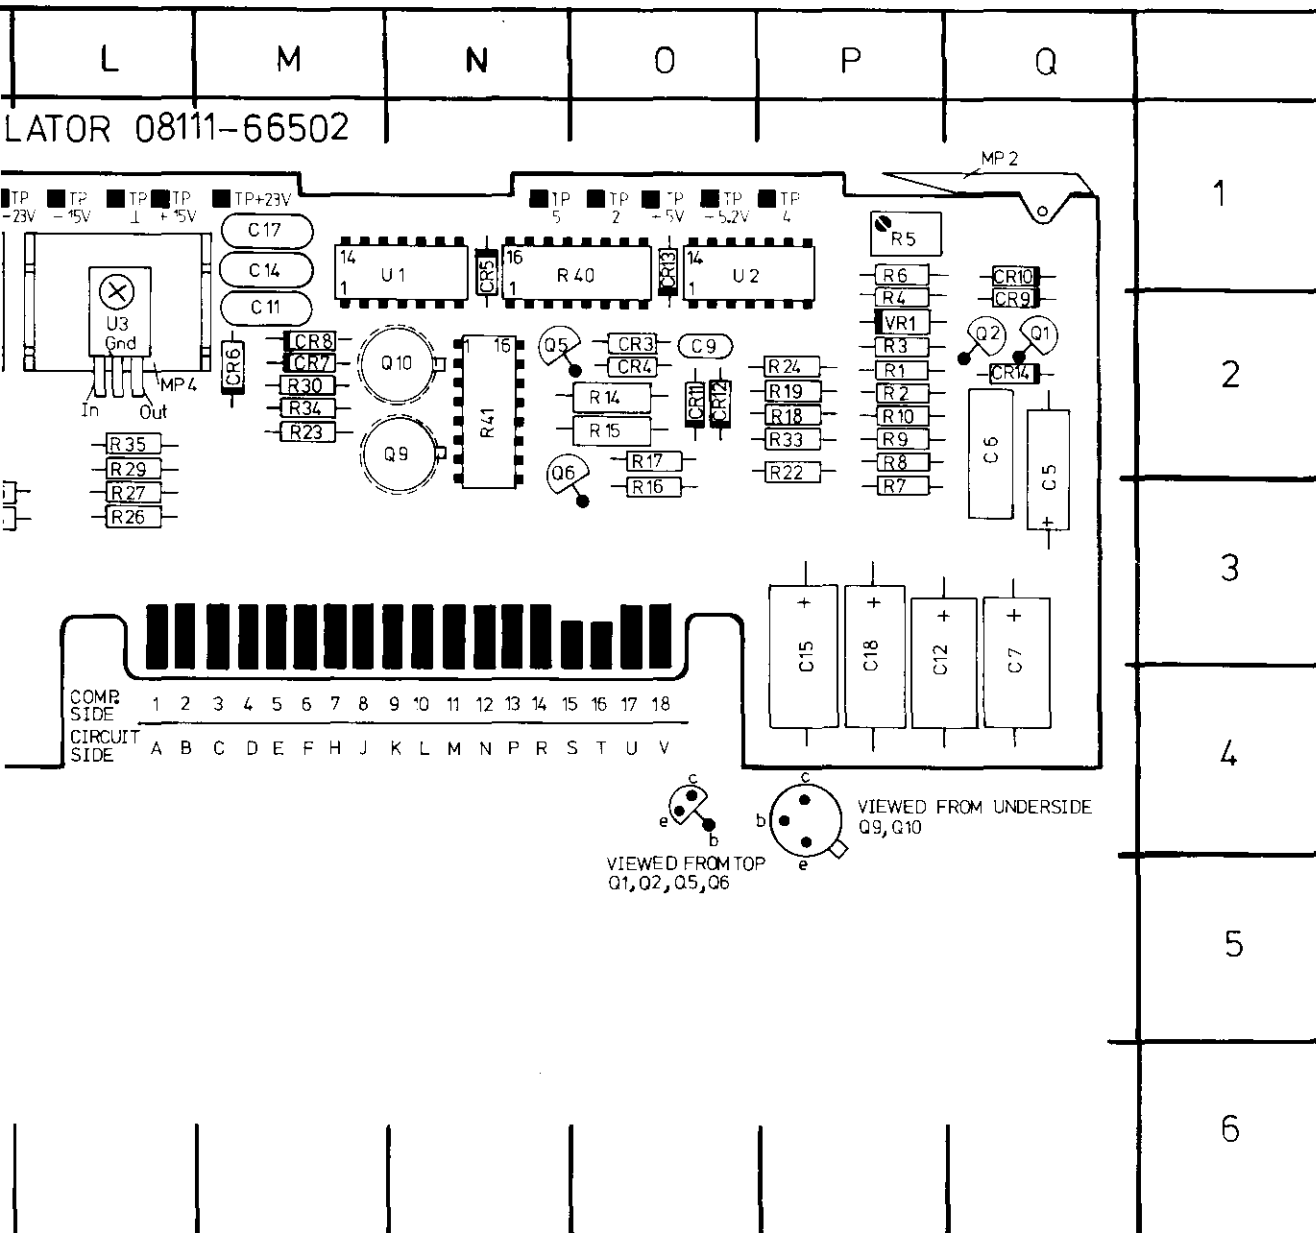 L M N O P Q
LATOR 08111-66502
MP 2
1
TP -23V
TP -15V
TP ⊥
TP +15V
TP+23V
TP 5
TP 2
TP +5V
TP -5.2V
TP 4
C17
R5
14 U1 1
CR5
16 R40 1
CR13
14 U2 1
C14
R6
CR10
R4
CR9
C11
U3
Gnd
VR1
Q2
Q1
CR8
1 16
Q5
CR3
C9
R3
CR6
CR7
Q10
CR4
R24
R1
CR14
2
MP4
R30
R14
CR11
CR12
R19
R2
In
Out
R34
R41
R18
R10
R23
R15
R33
R9
R35
Q9
C6
C5
R29
Q6
R17
R22
R8
R27
R16
R7
R26
+
3
+ + + +
C15
C18
C12
C7
COMP.
SIDE
1 2 3 4 5 6 7 8 9 10 11 12 13 14 15 16 17 18
CIRCUIT
SIDE
A B C D E F H J K L M N P R S T U V
4
c
e
b
c
b
e
VIEWED FROM UNDERSIDE
Q9,Q10
VIEWED FROM TOP
Q1,Q2,Q5,Q6
5
6